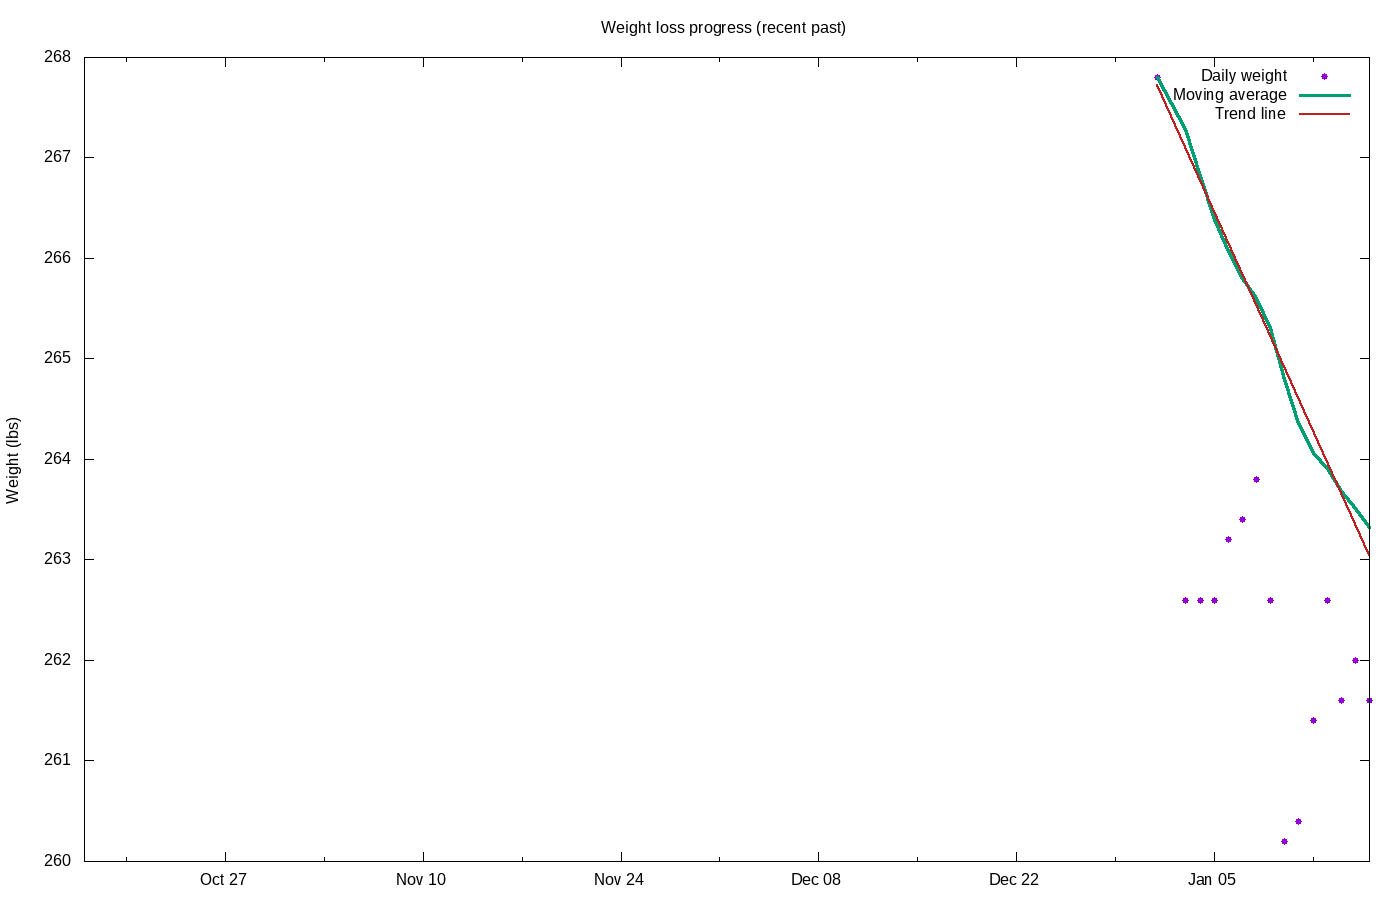 Weight loss progress (recent past)
268
267
266
265
264
263
262
261
260
Weight (lbs)
Daily weight
Moving average
Trend line
Oct 27
Nov 10
Nov 24
Dec 08
Dec 22
Jan 05